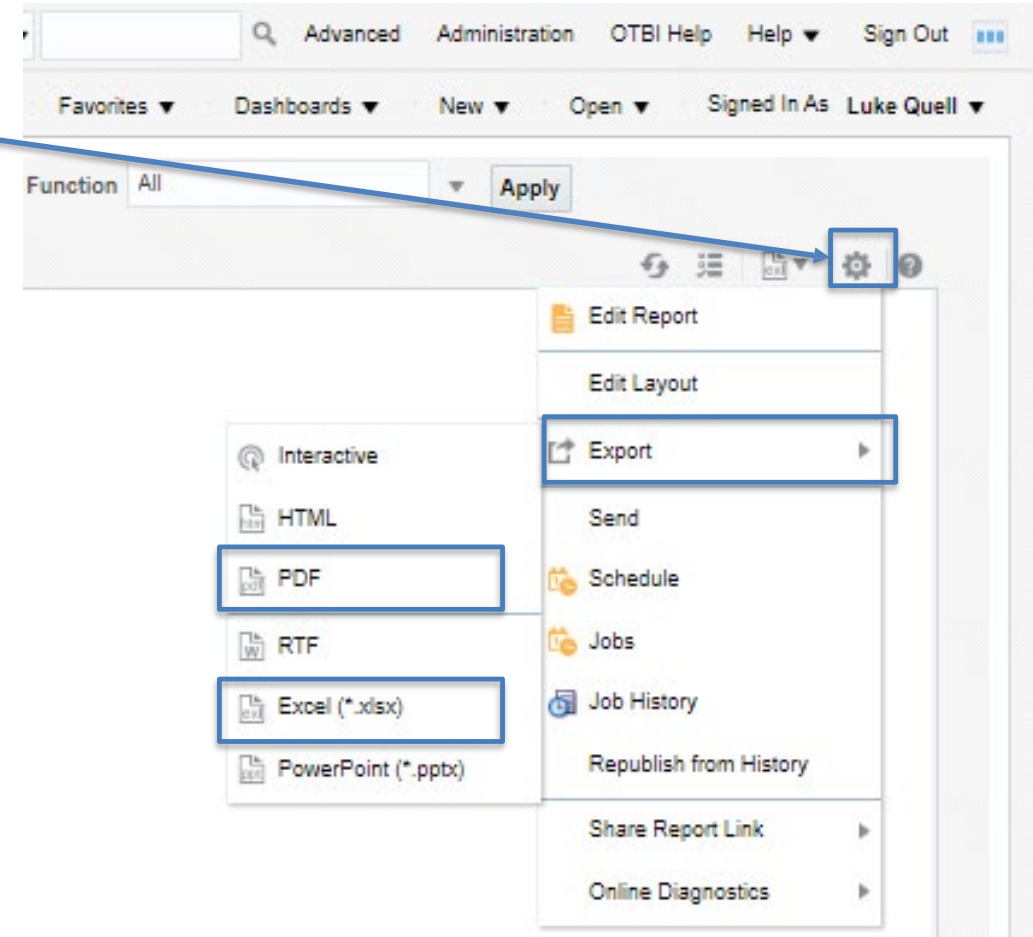 Advanced Administration OTBI Help Help Sign Out
Favorites Dashboards New Open Signed In As Luke Quell
Function All Apply
Edit Report
Edit Layout
Export
Send
Schedule
Jobs
Job History
Republish from History
Share Report Link
Online Diagnostics
Interactive
HTML
PDF
RTF
Excel (*.xlsx)
PowerPoint (*.pptx)